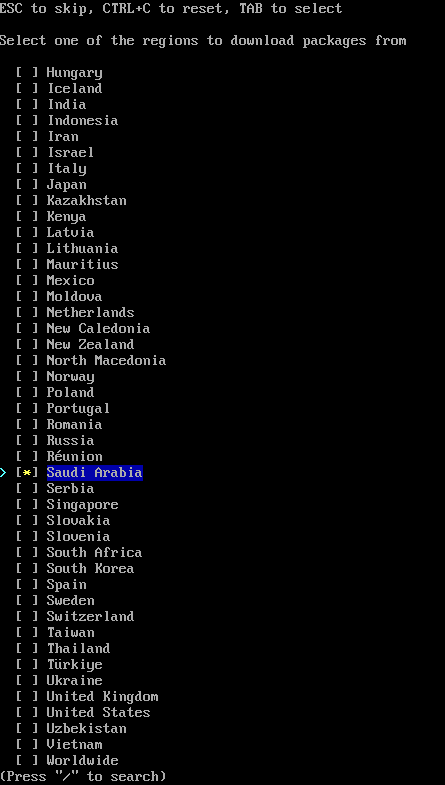 ESC to skip, CTRL+C to reset, TAB to select
Select one of the regions to download packages from
[ ] Hungary
[ ] Iceland
[ ] India
[ ] Indonesia
[ ] Iran
[ ] Israel
[ ] Italy
[ ] Japan
[ ] Kazakhstan
[ ] Kenya
[ ] Latvia
[ ] Lithuania
[ ] Mauritius
[ ] Mexico
[ ] Moldova
[ ] Netherlands
[ ] New Caledonia
[ ] New Zealand
[ ] North Macedonia
[ ] Norway
[ ] Poland
[ ] Portugal
[ ] Romania
[ ] Russia
[ ] Réunion
> [*] Saudi Arabia
[ ] Serbia
[ ] Singapore
[ ] Slovakia
[ ] Slovenia
[ ] South Africa
[ ] South Korea
[ ] Spain
[ ] Sweden
[ ] Switzerland
[ ] Taiwan
[ ] Thailand
[ ] Türkiye
[ ] Ukraine
[ ] United Kingdom
[ ] United States
[ ] Uzbekistan
[ ] Vietnam
[ ] Worldwide
(Press "/" to search)